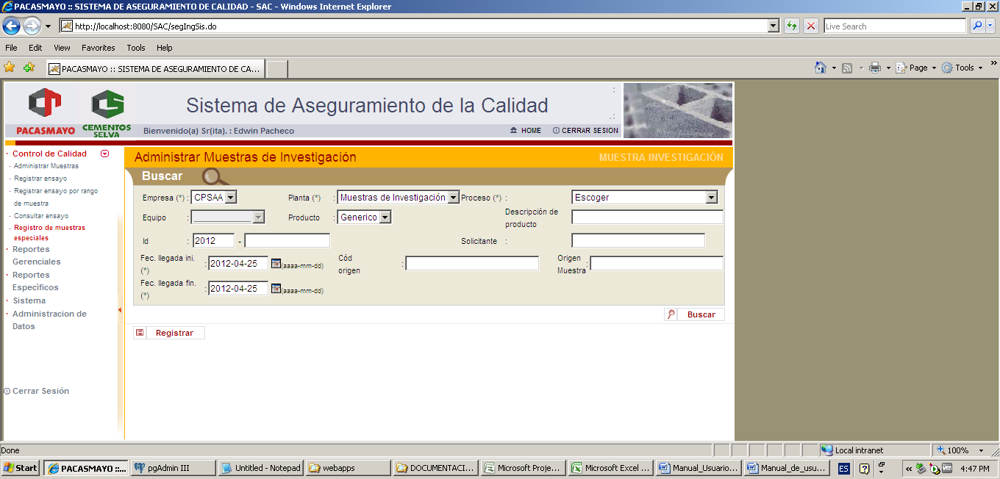 PACASMAYO :: SISTEMA DE ASEGURAMIENTO DE CALIDAD - SAC - Windows Internet Explorer
http://localhost:8080/SAC/segIngSis.do
Live Search
File Edit View Favorites Tools Help
PACASMAYO :: SISTEMA DE ASEGURAMIENTO DE CA...
Page Tools »
Sistema de Aseguramiento de la Calidad
PACASMAYO
CEMENTOS SELVA
Bienvenido(a) Sr(ita). : Edwin Pacheco
HOME
CERRAR SESION
Control de Calidad
Administrar Muestras
Registrar ensayo
Registrar ensayo por rango
de muestra
Consultar ensayo
Registro de muestras
especiales
Reportes
Gerenciales
Reportes
Específicos
Sistema
Administracion de
Datos
Cerrar Sesión
Administrar Muestras de Investigación
MUESTRA INVESTIGACIÓN
Buscar
Empresa (*) : CPSAA Planta (*) : Muestras de Investigación Proceso (*) : Escoger
Equipo : Producto : Generico Descripción de
producto
Id : 2012 - Solicitante :
Fec. llegada ini.
(*) : 2012-04-25 (aaaa-mm-dd) Cód
origen : Origen
Muestra :
Fec. llegada fin.
(*) : 2012-04-25 (aaaa-mm-dd)
Buscar
Registrar
Done
Local intranet
100%
Start PACASMAYO ::... pgAdmin III Untitled - Notepad webapps DOCUMENTACI... Microsoft Proje... Microsoft Excel ... Manual_Usuario... Manual_de_usu... ES « vm 4:47 PM